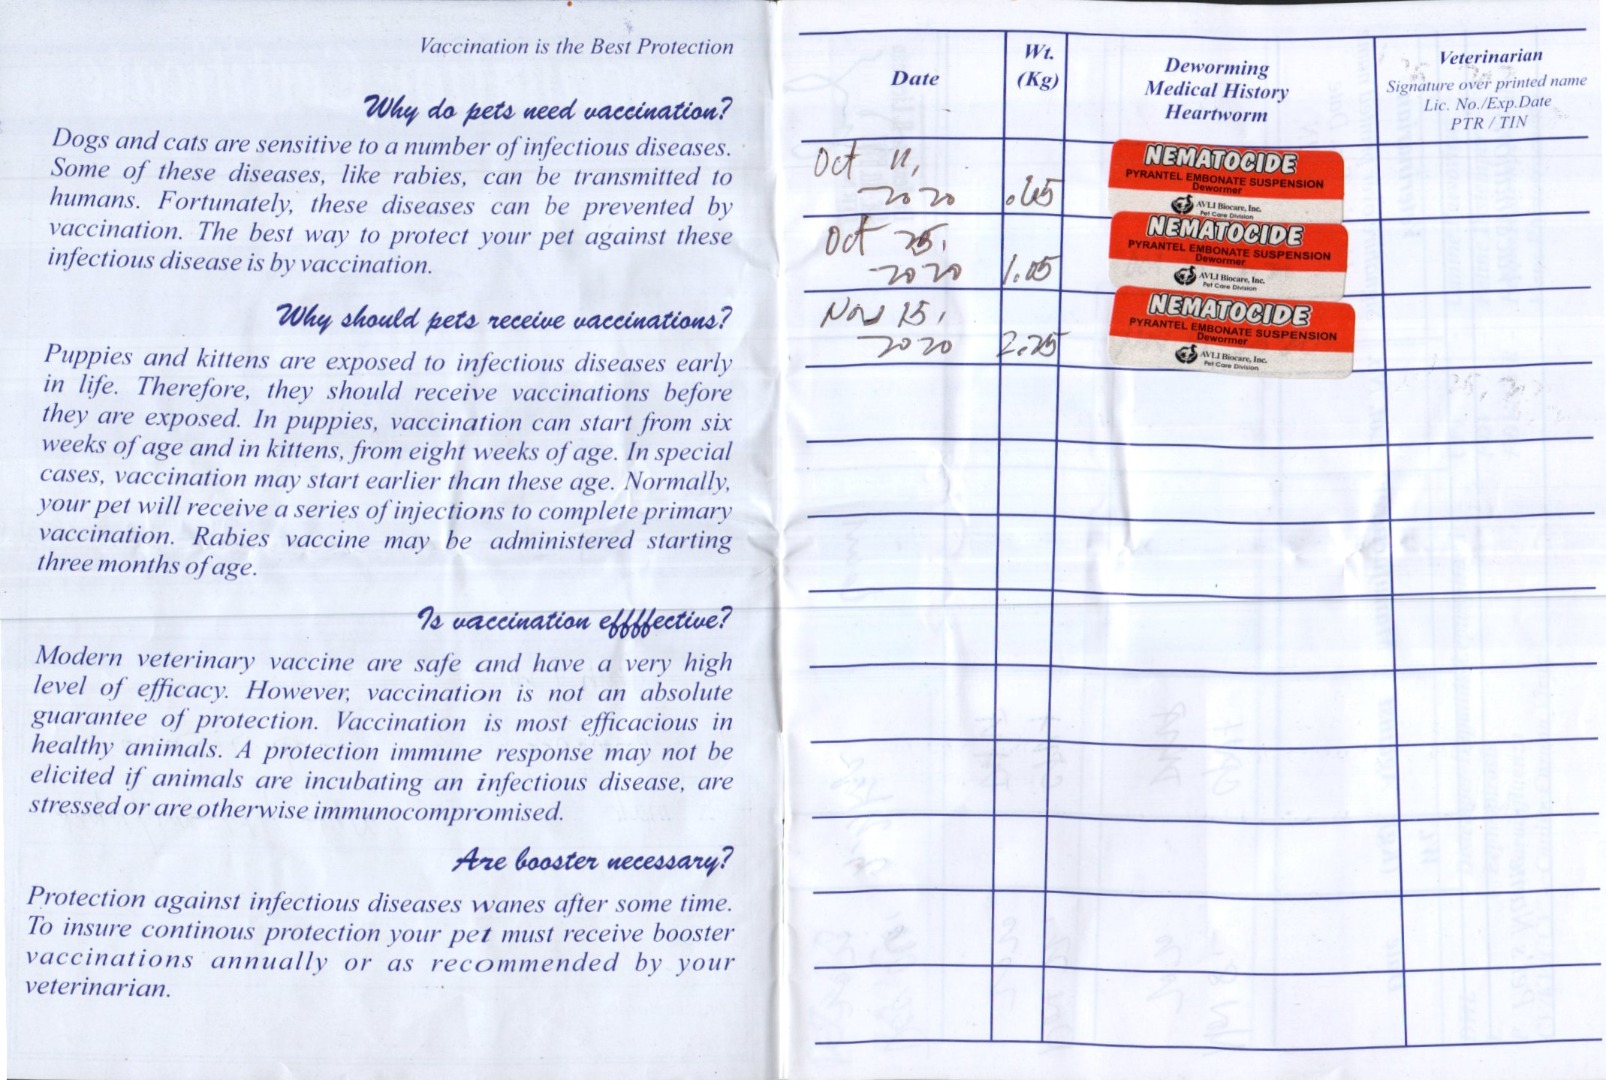 Vaccination is the Best Protection
Why do pets need vaccination?
Dogs and cats are sensitive to a number of infectious diseases.
Some of these diseases, like rabies, can be transmitted to
humans. Fortunately, these diseases can be prevented by
vaccination. The best way to protect your pet against these
infectious disease is by vaccination.
Why should pets receive vaccinations?
Puppies and kittens are exposed to infectious diseases early
in life. Therefore, they should receive vaccinations before
they are exposed. In puppies, vaccination can start from six
weeks of age and in kittens, from eight weeks of age. In special
cases, vaccination may start earlier than these age. Normally,
your pet will receive a series of injections to complete primary
vaccination. Rabies vaccine may be administered starting
three months of age.
Is vaccination effffective?
Modern veterinary vaccine are safe and have a very high
level of efficacy. However, vaccination is not an absolute
guarantee of protection. Vaccination is most efficacious in
healthy animals. A protection immune response may not be
elicited if animals are incubating an infectious disease, are
stressed or are otherwise immunocompromised.
Are booster necessary?
Protection against infectious diseases wanes after some time.
To insure continous protection your pet must receive booster
vaccinations annually or as recommended by your
veterinarian.
Date
Wt.
(Kg)
Deworming
Medical History
Heartworm
Veterinarian
Signature over printed name
Lic. No./Exp.Date
PTR / TIN
Oct 11,
2020
NEMATOCIDE
PYRANTEL EMBONATE SUSPENSION
Dewormer
AVLI Biocare, Inc.
Pet Care Division
Oct 25,
2020
NEMATOCIDE
PYRANTEL EMBONATE SUSPENSION
Dewormer
AVLI Biocare, Inc.
Pet Care Division
Nov 15,
2020 2.25
NEMATOCIDE
PYRANTEL EMBONATE SUSPENSION
Dewormer
AVLI Biocare, Inc.
Pet Care Division